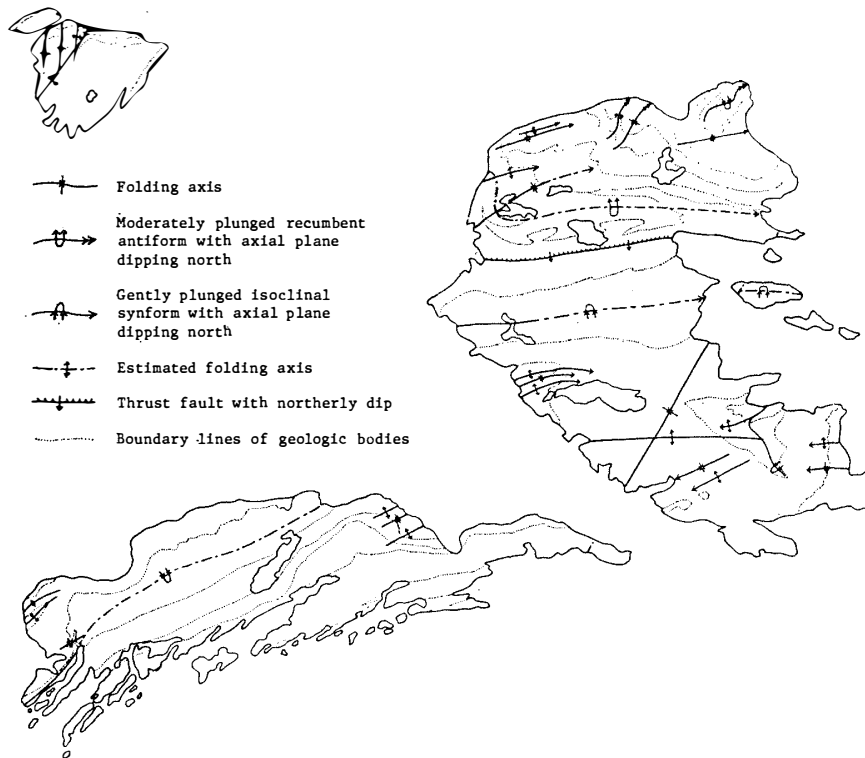 Folding axis
Moderately plunged recumbent
antiform with axial plane
dipping north
Gently plunged isoclinal
synform with axial plane
dipping north
Estimated folding axis
Thrust fault with northerly dip
Boundary lines of geologic bodies